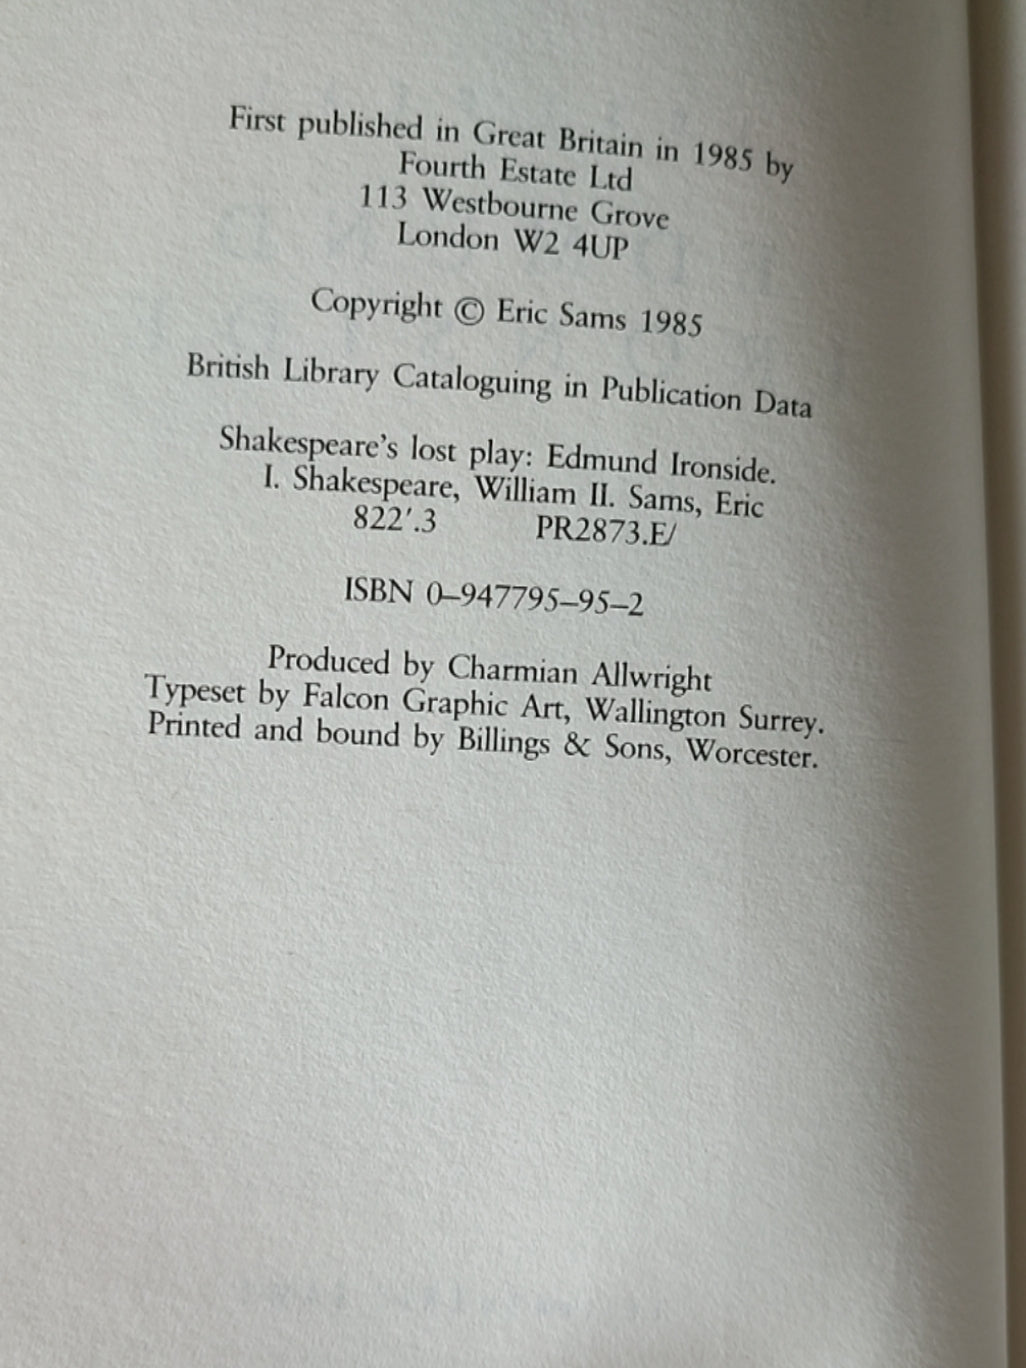 First published in Great Britain in 1985 by
Fourth Estate Ltd
113 Westbourne Grove
London W2 4UP
Copyright © Eric Sams 1985
British Library Cataloguing in Publication Data
Shakespeare's lost play: Edmund Ironside.
I. Shakespeare, William II. Sams, Eric
822′.3 PR2873.E/
ISBN 0–947795–95–2
Produced by Charmian Allwright
Typeset by Falcon Graphic Art, Wallington Surrey.
Printed and bound by Billings & Sons, Worcester.